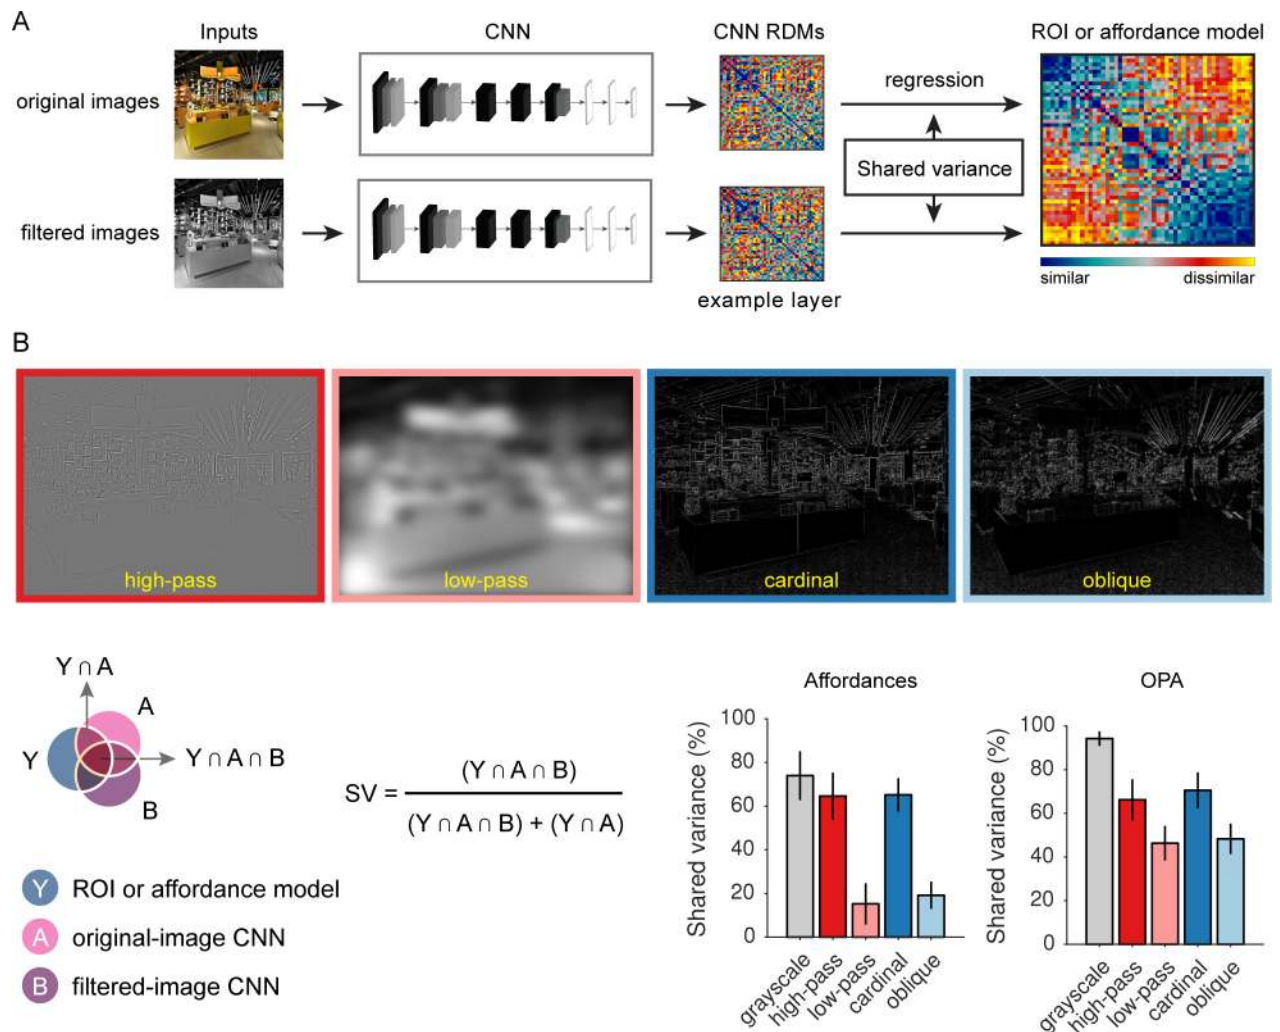 A
Inputs
CNN
CNN RDMs
ROI or affordance model
original images
regression
Shared variance
filtered images
example layer
similar
dissimilar
B
high-pass
low-pass
cardinal
oblique
Y ∩ A
A
Y
Y ∩ A ∩ B
B
SV = (Y ∩ A ∩ B)
(Y ∩ A ∩ B) + (Y ∩ A)
Y ROI or affordance model
A original-image CNN
B filtered-image CNN
Affordances
Shared variance (%)
100
80
60
40
20
0
grayscale
high-pass
low-pass
cardinal
oblique
OPA
Shared variance (%)
100
80
60
40
20
0
grayscale
high-pass
low-pass
cardinal
oblique